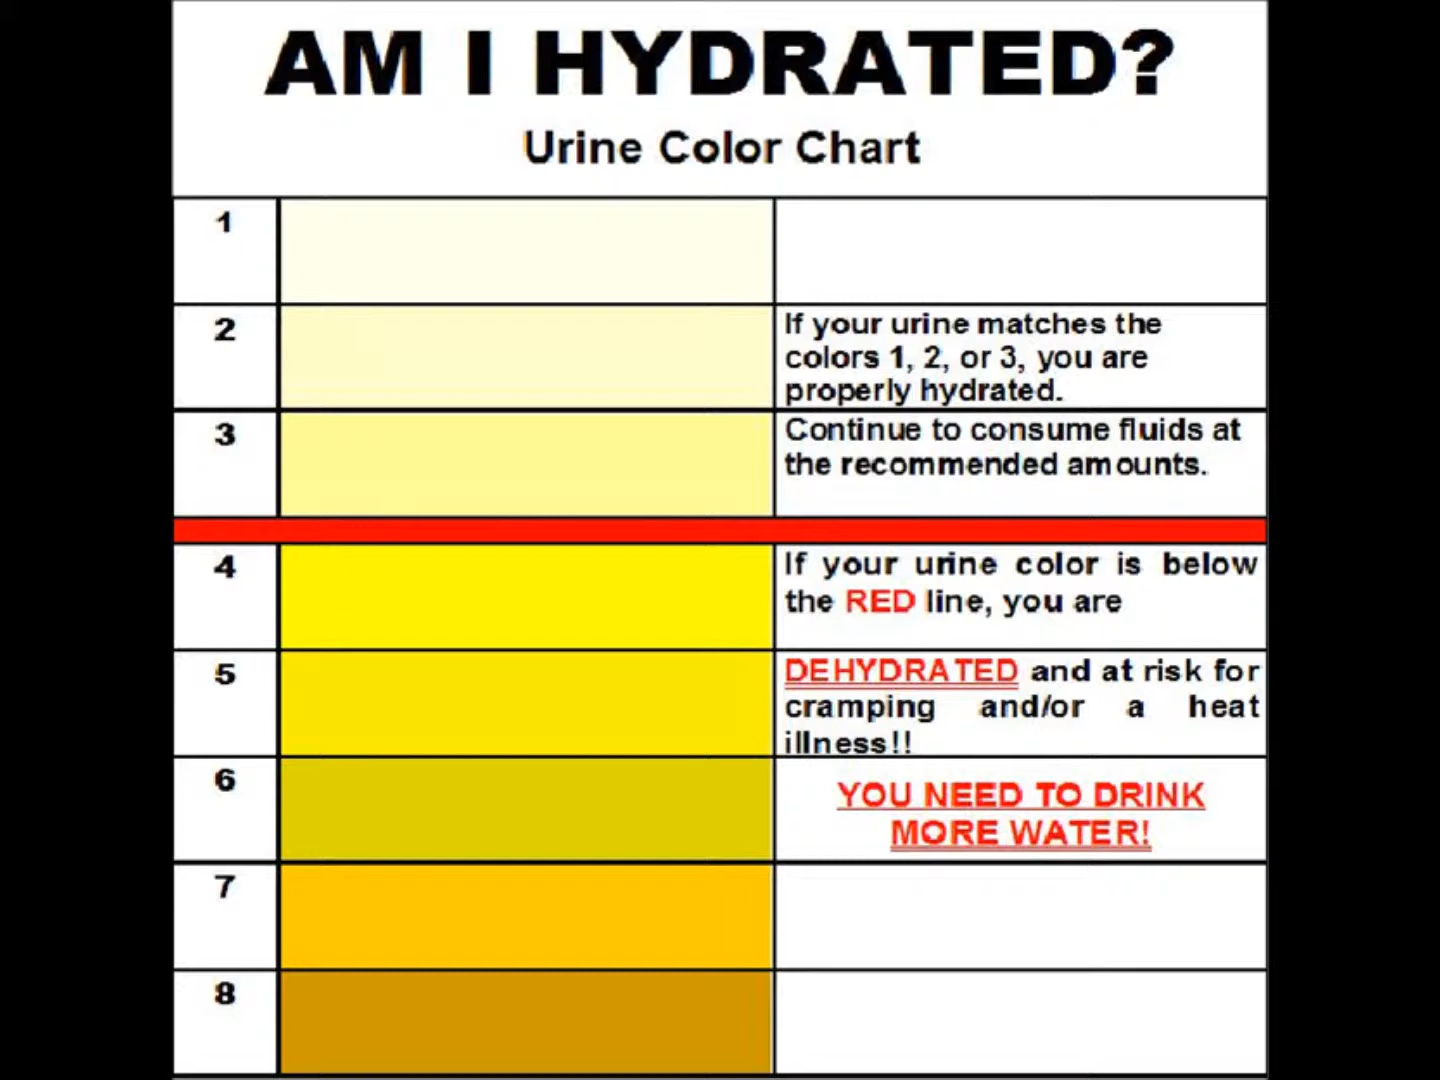 AM I HYDRATED?
Urine Color Chart
1
2
If your urine matches the
colors 1, 2, or 3, you are
properly hydrated.
3
Continue to consume fluids at
the recommended amounts.
4
If your urine color is below
the RED line, you are
5
DEHYDRATED and at risk for
cramping and/or a heat
illness!!
6
YOU NEED TO DRINK
MORE WATER!
7
8